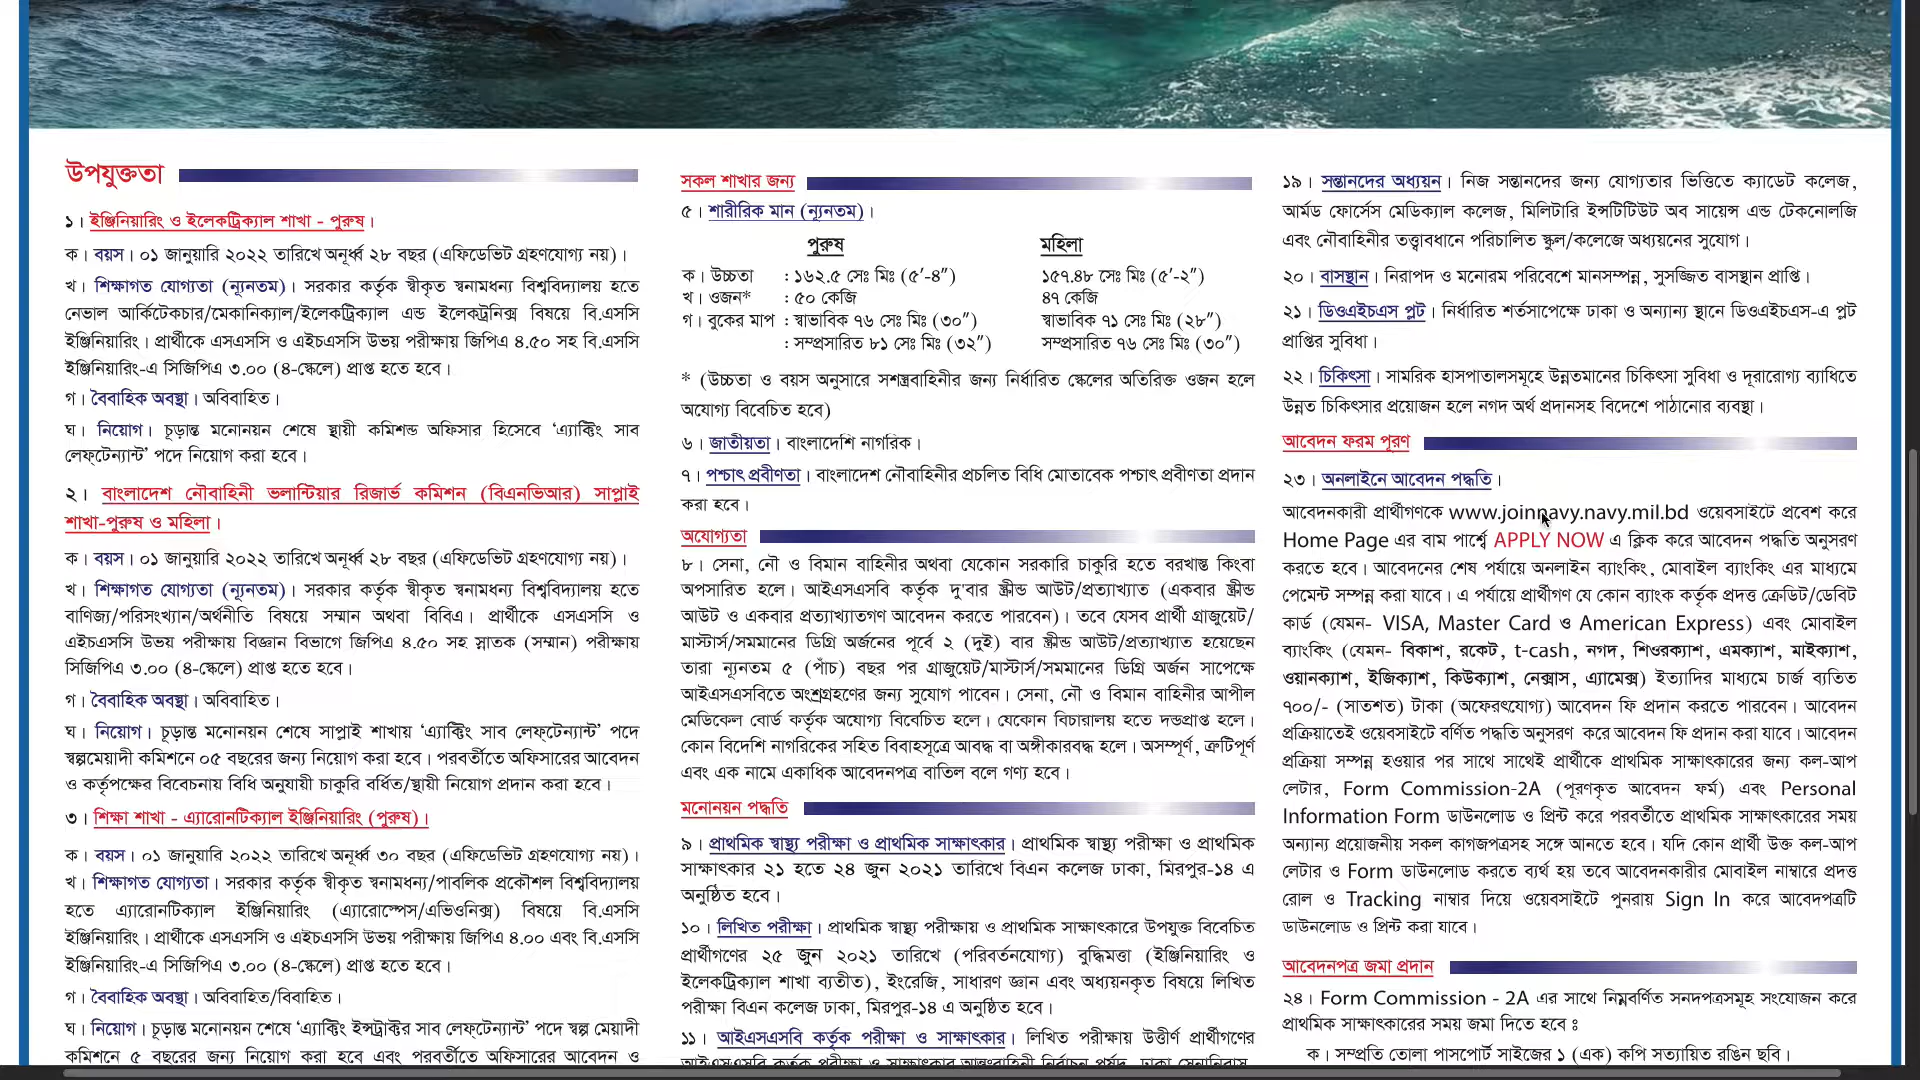 উপযুক্ততা
১। ইঞ্জিনিয়ারিং ও ইলেকট্রিক্যাল শাখা - পুরুষ।
ক। বয়স। ০১ জানুয়ারি ২০২২ তারিখে অনূর্ধ্ব ২৮ বছর (এফিডেভিট গ্রহণযোগ্য নয়)।
খ। শিক্ষাগত যোগ্যতা (ন্যূনতম)। সরকার কর্তৃক স্বীকৃত স্বনামধন্য বিশ্ববিদ্যালয় হতে
নেভাল আর্কিটেকচার/মেকানিক্যাল/ইলেকট্রিক্যাল এন্ড ইলেকট্রনিক্স বিষয়ে বি.এসসি
ইঞ্জিনিয়ারিং। প্রার্থীকে এসএসসি ও এইচএসসি উভয় পরীক্ষায় জিপিএ ৪.৫০ সহ বি.এসসি
ইঞ্জিনিয়ারিং-এ সিজিপিএ ৩.০০ (৪-স্কেলে) প্রাপ্ত হতে হবে।
গ। বৈবাহিক অবস্থা। অবিবাহিত।
ঘ। নিয়োগ। চূড়ান্ত মনোনয়ন শেষে স্থায়ী কমিশন্ড অফিসার হিসেবে ‘এ্যাক্টিং সাব
লেফ্‌টেন্যান্ট’ পদে নিয়োগ করা হবে।
২। বাংলাদেশ নৌবাহিনী ভলান্টিয়ার রিজার্ভ কমিশন (বিএনভিআর) সাপ্লাই
শাখা-পুরুষ ও মহিলা।
ক। বয়স। ০১ জানুয়ারি ২০২২ তারিখে অনূর্ধ্ব ২৮ বছর (এফিডেভিট গ্রহণযোগ্য নয়)।
খ। শিক্ষাগত যোগ্যতা (ন্যূনতম)। সরকার কর্তৃক স্বীকৃত স্বনামধন্য বিশ্ববিদ্যালয় হতে
বাণিজ্য/পরিসংখ্যান/অর্থনীতি বিষয়ে সম্মান অথবা বিবিএ। প্রার্থীকে এসএসসি ও
এইচএসসি উভয় পরীক্ষায় বিজ্ঞান বিভাগে জিপিএ ৪.৫০ সহ স্নাতক (সম্মান) পরীক্ষায়
সিজিপিএ ৩.০০ (৪-স্কেলে) প্রাপ্ত হতে হবে।
গ। বৈবাহিক অবস্থা। অবিবাহিত।
ঘ। নিয়োগ। চূড়ান্ত মনোনয়ন শেষে সাপ্লাই শাখায় ‘এ্যাক্টিং সাব লেফ্‌টেন্যান্ট’ পদে
স্বল্পমেয়াদী কমিশনে ০৫ বছরের জন্য নিয়োগ করা হবে। পরবর্তীতে অফিসারের আবেদন
ও কর্তৃপক্ষের বিবেচনায় বিধি অনুযায়ী চাকুরি বর্ধিত/স্থায়ী নিয়োগ প্রদান করা হবে।
৩। শিক্ষা শাখা - এ্যারোনটিক্যাল ইঞ্জিনিয়ারিং (পুরুষ)।
ক। বয়স। ০১ জানুয়ারি ২০২২ তারিখে অনূর্ধ্ব ৩০ বছর (এফিডেভিট গ্রহণযোগ্য নয়)।
খ। শিক্ষাগত যোগ্যতা। সরকার কর্তৃক স্বীকৃত স্বনামধন্য/পাবলিক প্রকৌশল বিশ্ববিদ্যালয়
হতে এ্যারোনটিক্যাল ইঞ্জিনিয়ারিং (এ্যারোস্পেস/এভিওনিক্স) বিষয়ে বি.এসসি
ইঞ্জিনিয়ারিং। প্রার্থীকে এসএসসি ও এইচএসসি উভয় পরীক্ষায় জিপিএ ৪.০০ এবং বি.এসসি
ইঞ্জিনিয়ারিং-এ সিজিপিএ ৩.০০ (৪-স্কেলে) প্রাপ্ত হতে হবে।
গ। বৈবাহিক অবস্থা। অবিবাহিত/বিবাহিত।
ঘ। নিয়োগ। চূড়ান্ত মনোনয়ন শেষে ‘এ্যাক্টিং ইন্সট্রাক্টর সাব লেফ্‌টেন্যান্ট’ পদে স্বল্প মেয়াদী
কমিশনে ৫ বছরের জন্য নিয়োগ করা হবে এবং পরবর্তীতে অফিসারের আবেদন ও
সকল শাখার জন্য
৫। শারীরিক মান (ন্যূনতম)।
পুরুষ মহিলা
ক। উচ্চতা : ১৬২.৫ সেঃ মিঃ (৫′-৪″) ১৫৭.৪৮ সেঃ মিঃ (৫′-২″)
খ। ওজন* : ৫০ কেজি ৪৭ কেজি
গ। বুকের মাপ : স্বাভাবিক ৭৬ সেঃ মিঃ (৩০″) স্বাভাবিক ৭১ সেঃ মিঃ (২৮″)
: সম্প্রসারিত ৮১ সেঃ মিঃ (৩২″) সম্প্রসারিত ৭৬ সেঃ মিঃ (৩০″)
* (উচ্চতা ও বয়স অনুসারে সশস্ত্রবাহিনীর জন্য নির্ধারিত স্কেলের অতিরিক্ত ওজন হলে
অযোগ্য বিবেচিত হবে)
৬। জাতীয়তা। বাংলাদেশি নাগরিক।
৭। পশ্চাৎ প্রবীণতা। বাংলাদেশ নৌবাহিনীর প্রচলিত বিধি মোতাবেক পশ্চাৎ প্রবীণতা প্রদান
করা হবে।
অযোগ্যতা
৮। সেনা, নৌ ও বিমান বাহিনীর অথবা যেকোন সরকারি চাকুরি হতে বরখাস্ত কিংবা
অপসারিত হলে। আইএসএসবি কর্তৃক দু'বার স্ক্রীন্ড আউট/প্রত্যাখ্যাত (একবার স্ক্রীন্ড
আউট ও একবার প্রত্যাখ্যাতগণ আবেদন করতে পারবেন)। তবে যেসব প্রার্থী গ্রাজুয়েট/
মাস্টার্স/সমমানের ডিগ্রি অর্জনের পূর্বে ২ (দুই) বার স্ক্রীন্ড আউট/প্রত্যাখ্যাত হয়েছেন
তারা ন্যূনতম ৫ (পাঁচ) বছর পর গ্রাজুয়েট/মাস্টার্স/সমমানের ডিগ্রি অর্জন সাপেক্ষে
আইএসএসবিতে অংশগ্রহণের জন্য সুযোগ পাবেন। সেনা, নৌ ও বিমান বাহিনীর আপীল
মেডিকেল বোর্ড কর্তৃক অযোগ্য বিবেচিত হলে। যেকোন বিচারালয় হতে দন্ডপ্রাপ্ত হলে।
কোন বিদেশি নাগরিকের সহিত বিবাহসূত্রে আবদ্ধ বা অঙ্গীকারবদ্ধ হলে। অসম্পূর্ণ, ত্রুটিপূর্ণ
এবং এক নামে একাধিক আবেদনপত্র বাতিল বলে গণ্য হবে।
মনোনয়ন পদ্ধতি
৯। প্রাথমিক স্বাস্থ্য পরীক্ষা ও প্রাথমিক সাক্ষাৎকার। প্রাথমিক স্বাস্থ্য পরীক্ষা ও প্রাথমিক
সাক্ষাৎকার ২১ হতে ২৪ জুন ২০২১ তারিখে বিএন কলেজ ঢাকা, মিরপুর-১৪ এ
অনুষ্ঠিত হবে।
১০। লিখিত পরীক্ষা। প্রাথমিক স্বাস্থ্য পরীক্ষায় ও প্রাথমিক সাক্ষাৎকারে উপযুক্ত বিবেচিত
প্রার্থীগণের ২৫ জুন ২০২১ তারিখে (পরিবর্তনযোগ্য) বুদ্ধিমত্তা (ইঞ্জিনিয়ারিং ও
ইলেকট্রিক্যাল শাখা ব্যতীত), ইংরেজি, সাধারণ জ্ঞান এবং অধ্যয়নকৃত বিষয়ে লিখিত
পরীক্ষা বিএন কলেজ ঢাকা, মিরপুর-১৪ এ অনুষ্ঠিত হবে।
১১। আইএসএসবি কর্তৃক পরীক্ষা ও সাক্ষাৎকার। লিখিত পরীক্ষায় উত্তীর্ণ প্রার্থীগণের
আইএসএসবি কর্তৃক পরীক্ষা ও সাক্ষাৎকার আন্তঃবাহিনী নির্বাচন পর্ষদ, ঢাকা সেনানিবাস,
১৯। সন্তানদের অধ্যয়ন। নিজ সন্তানদের জন্য যোগ্যতার ভিত্তিতে ক্যাডেট কলেজ,
আর্মড ফোর্সেস মেডিক্যাল কলেজ, মিলিটারি ইন্সটিটিউট অব সায়েন্স এন্ড টেকনোলজি
এবং নৌবাহিনীর তত্ত্বাবধানে পরিচালিত স্কুল/কলেজে অধ্যয়নের সুযোগ।
২০। বাসস্থান। নিরাপদ ও মনোরম পরিবেশে মানসম্পন্ন, সুসজ্জিত বাসস্থান প্রাপ্তি।
২১। ডিওএইচএস প্লট। নির্ধারিত শর্তসাপেক্ষে ঢাকা ও অন্যান্য স্থানে ডিওএইচএস-এ প্লট
প্রাপ্তির সুবিধা।
২২। চিকিৎসা। সামরিক হাসপাতালসমূহে উন্নতমানের চিকিৎসা সুবিধা ও দূরারোগ্য ব্যাধিতে
উন্নত চিকিৎসার প্রয়োজন হলে নগদ অর্থ প্রদানসহ বিদেশে পাঠানোর ব্যবস্থা।
আবেদন ফরম পূরণ
২৩। অনলাইনে আবেদন পদ্ধতি।
আবেদনকারী প্রার্থীগণকে www.joinnavy.navy.mil.bd ওয়েবসাইটে প্রবেশ করে
Home Page এর বাম পার্শ্বে APPLY NOW এ ক্লিক করে আবেদন পদ্ধতি অনুসরণ
করতে হবে। আবেদনের শেষ পর্যায়ে অনলাইন ব্যাংকিং, মোবাইল ব্যাংকিং এর মাধ্যমে
পেমেন্ট সম্পন্ন করা যাবে। এ পর্যায়ে প্রার্থীগণ যে কোন ব্যাংক কর্তৃক প্রদত্ত ক্রেডিট/ডেবিট
কার্ড (যেমন- VISA, Master Card ও American Express) এবং মোবাইল
ব্যাংকিং (যেমন- বিকাশ, রকেট, t-cash, নগদ, শিওরক্যাশ, এমক্যাশ, মাইক্যাশ,
ওয়ানক্যাশ, ইজিক্যাশ, কিউক্যাশ, নেক্সাস, এ্যামেক্স) ইত্যাদির মাধ্যমে চার্জ ব্যতিত
৭০০/- (সাতশত) টাকা (অফেরৎযোগ্য) আবেদন ফি প্রদান করতে পারবেন। আবেদন
প্রক্রিয়াতেই ওয়েবসাইটে বর্ণিত পদ্ধতি অনুসরণ করে আবেদন ফি প্রদান করা যাবে। আবেদন
প্রক্রিয়া সম্পন্ন হওয়ার পর সাথে সাথেই প্রার্থীকে প্রাথমিক সাক্ষাৎকারের জন্য কল-আপ
লেটার, Form Commission-2A (পূরণকৃত আবেদন ফর্ম) এবং Personal
Information Form ডাউনলোড ও প্রিন্ট করে পরবর্তীতে প্রাথমিক সাক্ষাৎকারের সময়
অন্যান্য প্রয়োজনীয় সকল কাগজপত্রসহ সঙ্গে আনতে হবে। যদি কোন প্রার্থী উক্ত কল-আপ
লেটার ও Form ডাউনলোড করতে ব্যর্থ হয় তবে আবেদনকারীর মোবাইল নাম্বারে প্রদত্ত
রোল ও Tracking নাম্বার দিয়ে ওয়েবসাইটে পুনরায় Sign In করে আবেদপত্রটি
ডাউনলোড ও প্রিন্ট করা যাবে।
আবেদনপত্র জমা প্রদান
২৪। Form Commission - 2A এর সাথে নিম্নবর্ণিত সনদপত্রসমূহ সংযোজন করে
প্রাথমিক সাক্ষাৎকারের সময় জমা দিতে হবে ঃ
ক। সম্প্রতি তোলা পাসপোর্ট সাইজের ১ (এক) কপি সত্যায়িত রঙিন ছবি।